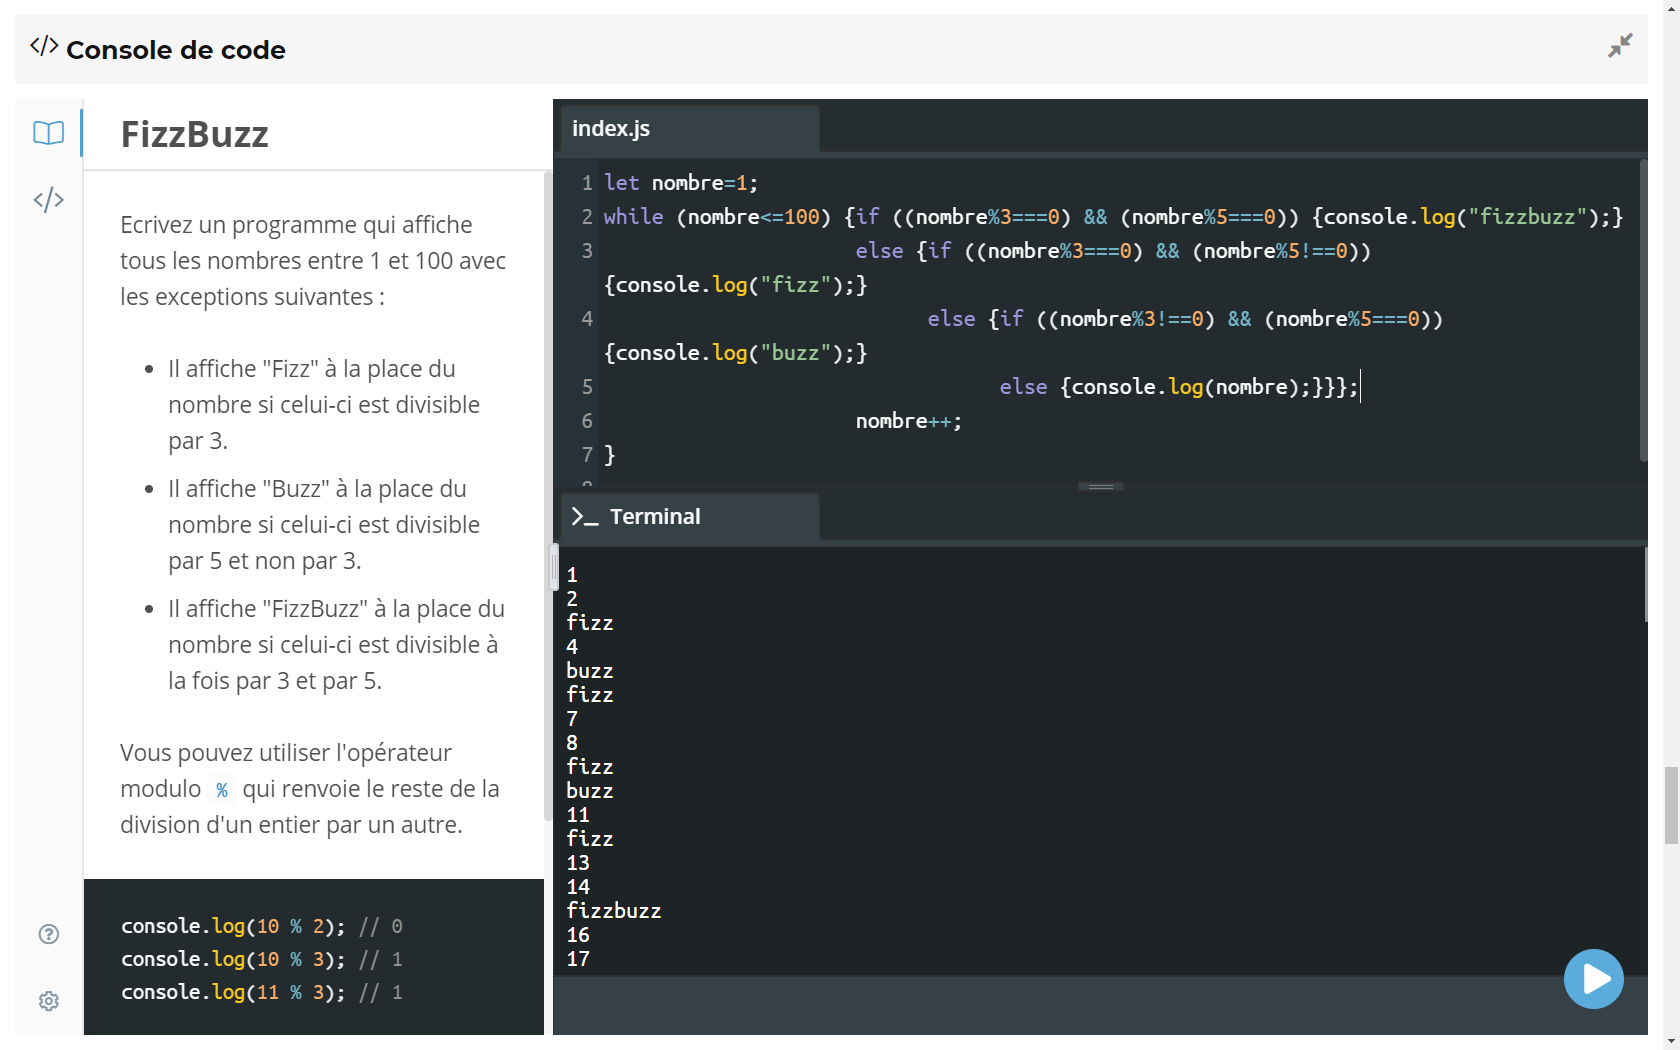 </> Console de code
FizzBuzz
Ecrivez un programme qui affiche
tous les nombres entre 1 et 100 avec
les exceptions suivantes :
• Il affiche "Fizz" à la place du
nombre si celui-ci est divisible
par 3.
• Il affiche "Buzz" à la place du
nombre si celui-ci est divisible
par 5 et non par 3.
• Il affiche "FizzBuzz" à la place du
nombre si celui-ci est divisible à
la fois par 3 et par 5.
Vous pouvez utiliser l'opérateur
modulo % qui renvoie le reste de la
division d'un entier par un autre.
console.log(10 % 2); // 0
console.log(10 % 3); // 1
console.log(11 % 3); // 1
index.js
1 let nombre=1;
2 while (nombre<=100) {if ((nombre%3===0) && (nombre%5===0)) {console.log("fizzbuzz");}
3 else {if ((nombre%3===0) && (nombre%5!==0))
{console.log("fizz");}
4 else {if ((nombre%3!==0) && (nombre%5===0))
{console.log("buzz");}
5 else {console.log(nombre);}}};
6 nombre++;
7 }
>_ Terminal
1
2
fizz
4
buzz
fizz
7
8
fizz
buzz
11
fizz
13
14
fizzbuzz
16
17